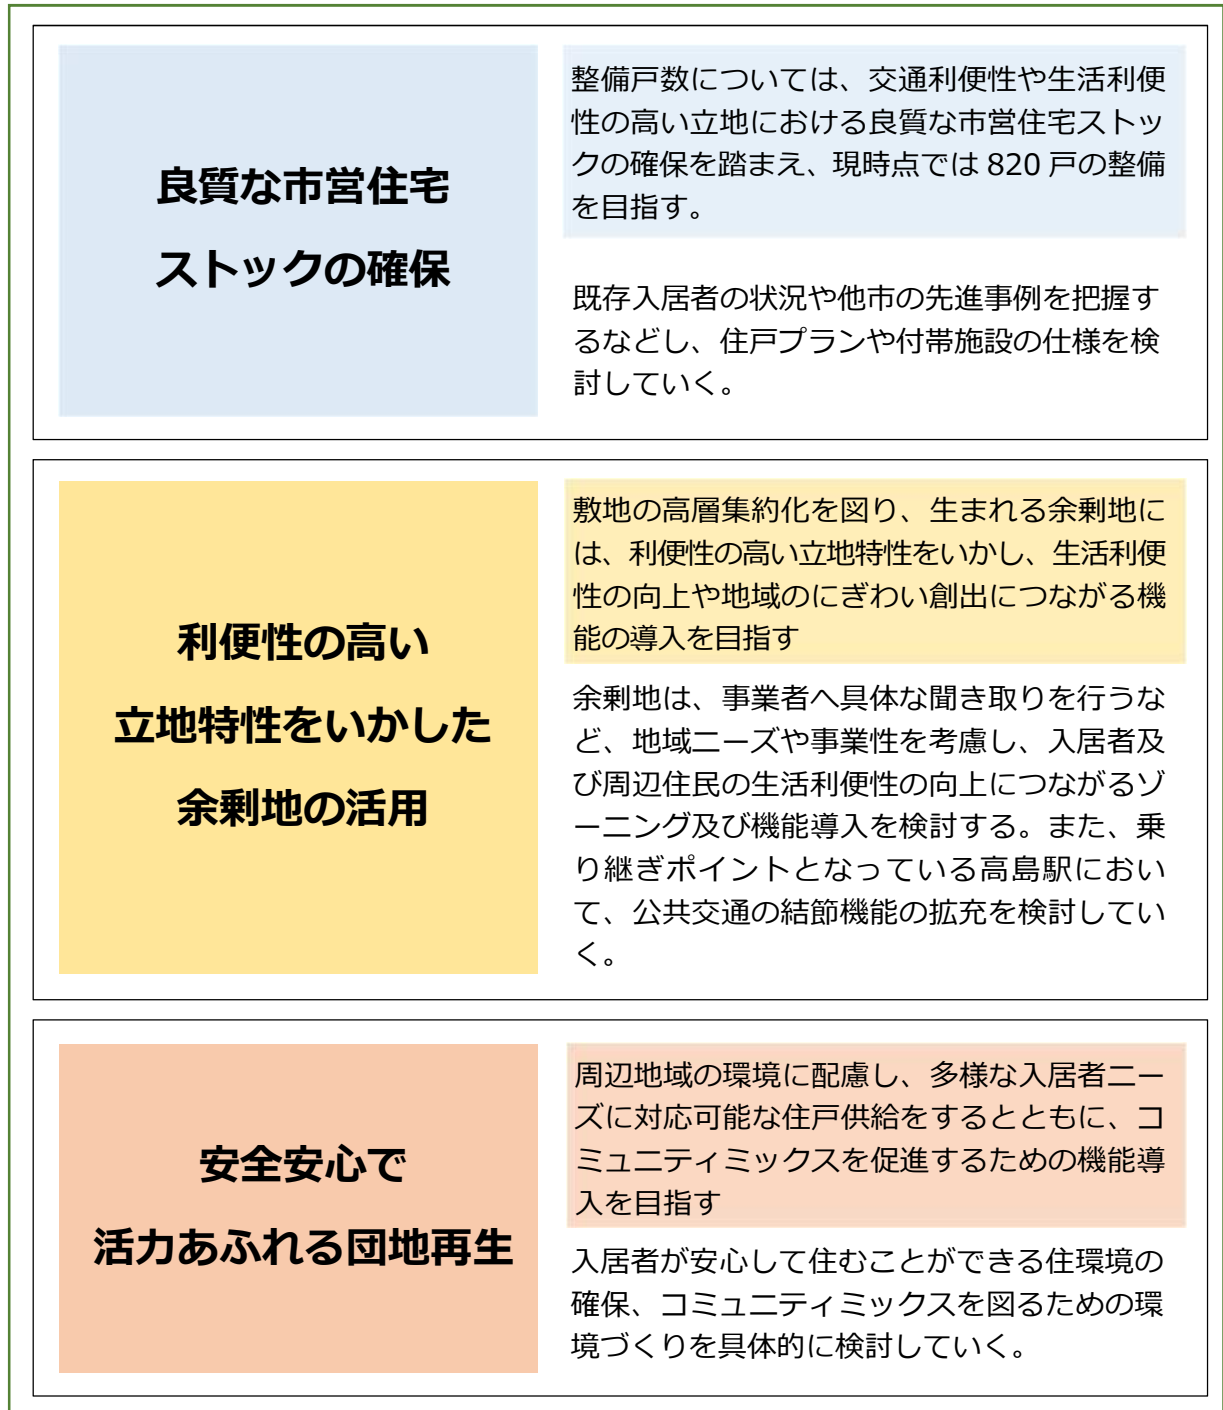 良質な市営住宅
ストックの確保
整備戸数については、交通利便性や生活利便
性の高い立地における良質な市営住宅ストッ
クの確保を踏まえ、現時点では 820 戸の整備
を目指す。
既存入居者の状況や他市の先進事例を把握す
るなどし、住戸プランや付帯施設の仕様を検
討していく。
利便性の高い
立地特性をいかした
余剰地の活用
敷地の高層集約化を図り、生まれる余剰地に
は、利便性の高い立地特性をいかし、生活利便
性の向上や地域のにぎわい創出につながる機
能の導入を目指す
余剰地は、事業者へ具体な聞き取りを行うな
ど、地域ニーズや事業性を考慮し、入居者及
び周辺住民の生活利便性の向上につながるゾ
ーニング及び機能導入を検討する。また、乗
り継ぎポイントとなっている高島駅におい
て、公共交通の結節機能の拡充を検討してい
く。
安全安心で
活力あふれる団地再生
周辺地域の環境に配慮し、多様な入居者ニー
ズに対応可能な住戸供給をするとともに、コ
ミュニティミックスを促進するための機能導
入を目指す
入居者が安心して住むことができる住環境の
確保、コミュニティミックスを図るための環
境づくりを具体的に検討していく。